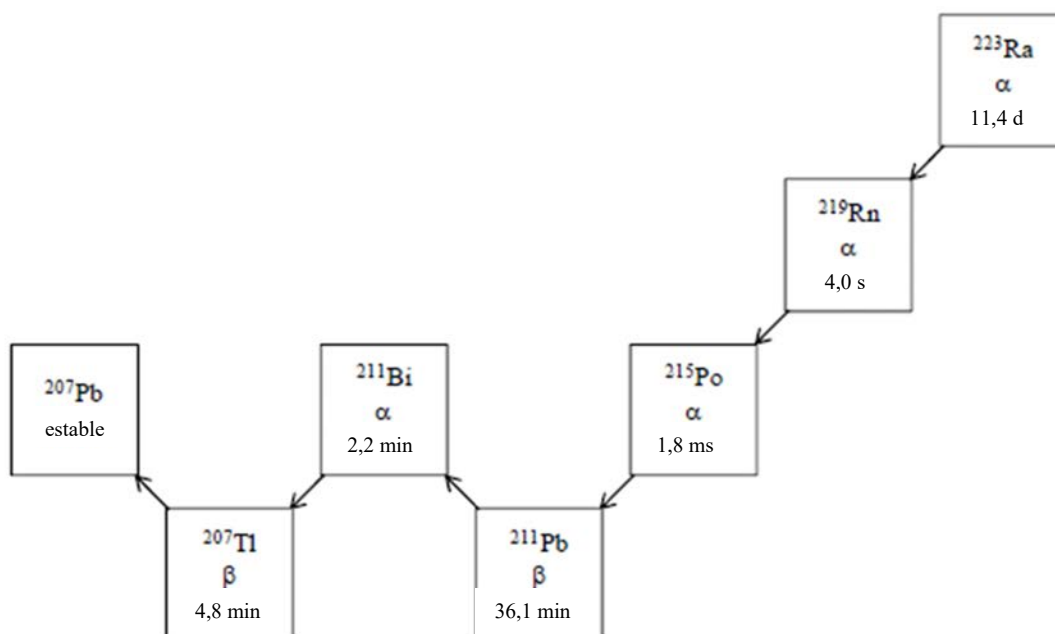 ²²³Ra
α
11,4 d
²¹⁹Rn
α
4,0 s
²⁰⁷Pb
estable
²¹¹Bi
α
2,2 min
²¹⁵Po
α
1,8 ms
²⁰⁷Tl
β
4,8 min
²¹¹Pb
β
36,1 min